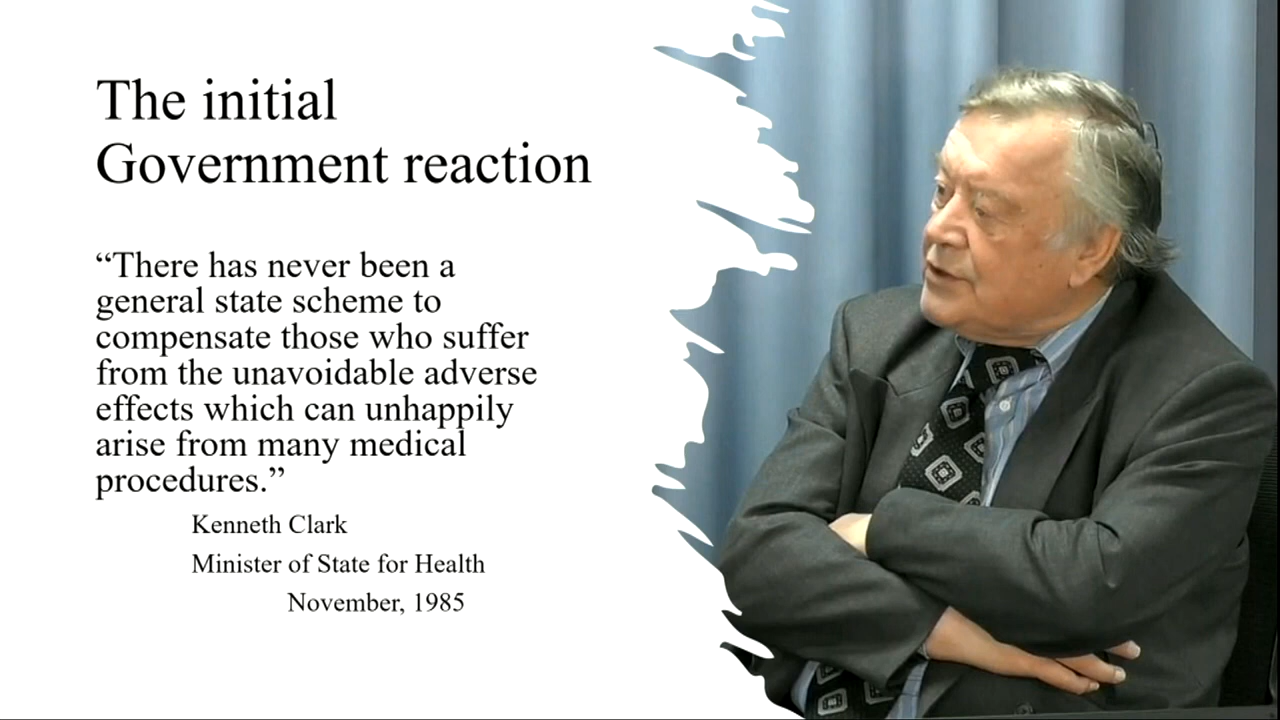 The initial
Government reaction
“There has never been a
general state scheme to
compensate those who suffer
from the unavoidable adverse
effects which can unhappily
arise from many medical
procedures.”
Kenneth Clark
Minister of State for Health
November, 1985